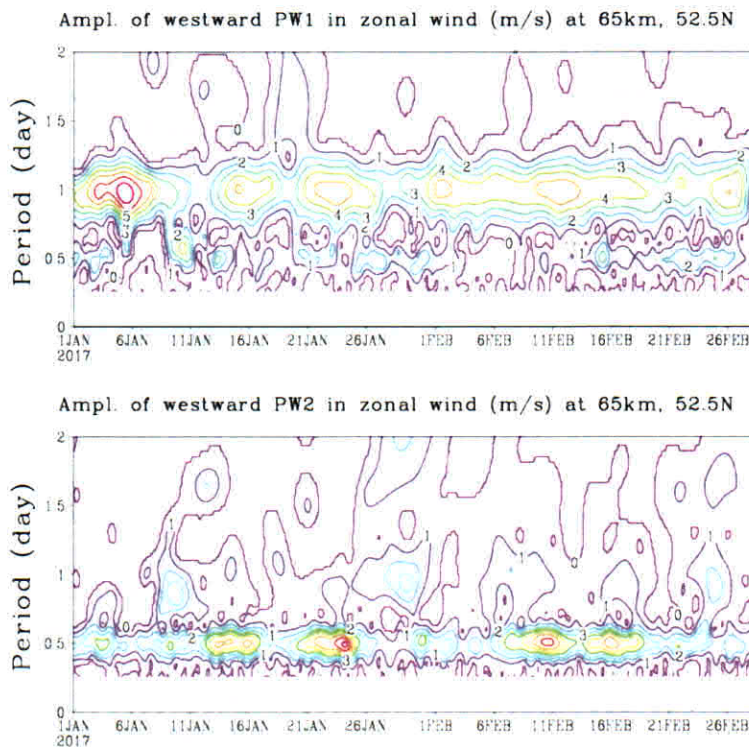 Ampl. of westward PW1 in zonal wind (m/s) at 65km, 52.5N
Period (day)
2
1.5
1
0.5
0
1JAN 6JAN 11JAN 16JAN 21JAN 26JAN 1FEB 6FEB 11FEB 16FEB 21FEB 26FEB
2017
Ampl. of westward PW2 in zonal wind (m/s) at 65km, 52.5N
Period (day)
2
1.5
1
0.5
0
1JAN 6JAN 11JAN 16JAN 21JAN 26JAN 1FEB 6FEB 11FEB 16FEB 21FEB 26FEB
2017